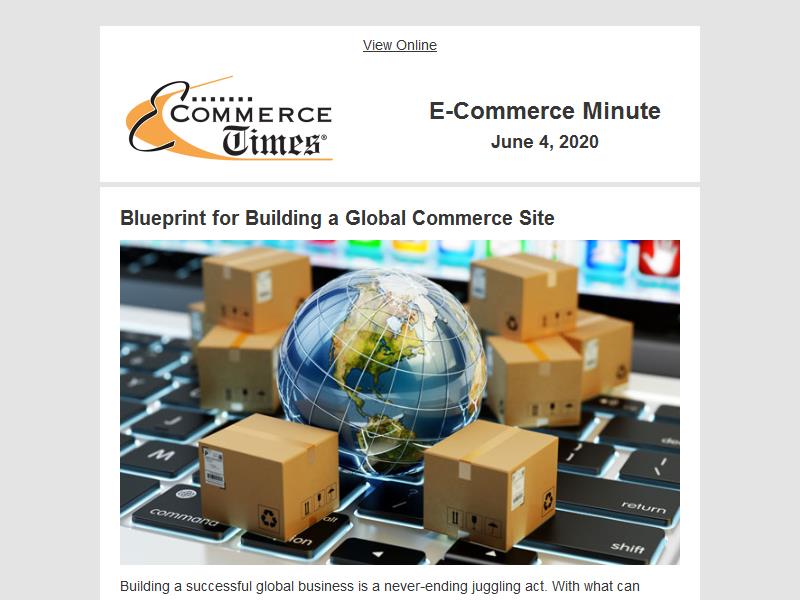 View Online
E-COMMERCE
Times®
E-Commerce Minute
June 4, 2020
Blueprint for Building a Global Commerce Site
command
return
shift
Building a successful global business is a never-ending juggling act. With what can